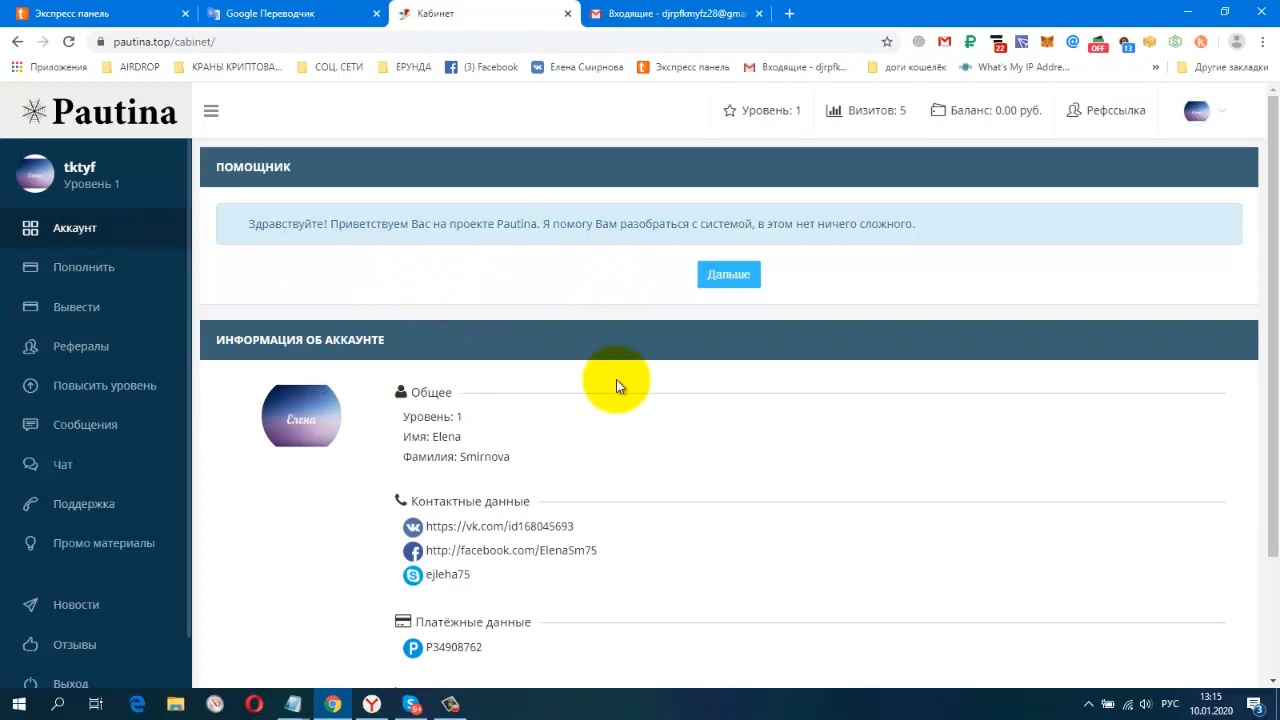 Экспресс панель
Google Переводчик
Кабинет
Входящие - djrpfkmyfz28@gma
pautina.top/cabinet/
22
OFF
13
Приложения
AIRDROP
КРАНЫ КРИПТОВА...
СОЦ. СЕТИ
ЕРУНДА
(3) Facebook
Елена Смирнова
Экспресс панель
Входящие - djrpfk...
доги кошелёк
What's My IP Addre...
»
Другие закладки
Pautina
Уровень: 1
Визитов: 5
Баланс: 0.00 руб.
Рефссылка
tktyf
Уровень 1
Аккаунт
Пополнить
Вывести
Рефералы
Повысить уровень
Сообщения
Чат
Поддержка
Промо материалы
Новости
Отзывы
Выход
ПОМОЩНИК
Здравствуйте! Приветствуем Вас на проекте Pautina. Я помогу Вам разобраться с системой, в этом нет ничего сложного.
Дальше
ИНФОРМАЦИЯ ОБ АККАУНТЕ
Елена
Общее
Уровень: 1
Имя: Elena
Фамилия: Smirnova
Контактные данные
https://vk.com/id168045693
http://facebook.com/ElenaSm75
ejleha75
Платёжные данные
P34908762
РУС
13:15
10.01.2020
3